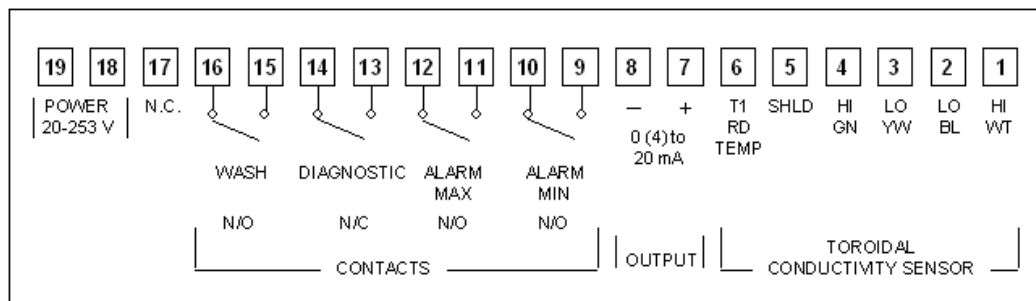 19 18 17 16 15 14 13 12 11 10 9 8 7 6 5 4 3 2 1
POWER
20-253 V
N.C.
WASH
N/O
DIAGNOSTIC
N/C
ALARM
MAX
N/O
ALARM
MIN
N/O
CONTACTS
— +
0 (4) to
20 mA
OUTPUT
T1
RD
TEMP
SHLD
HI
GN
LO
YW
LO
BL
HI
WT
TOROIDAL
CONDUCTIVITY SENSOR